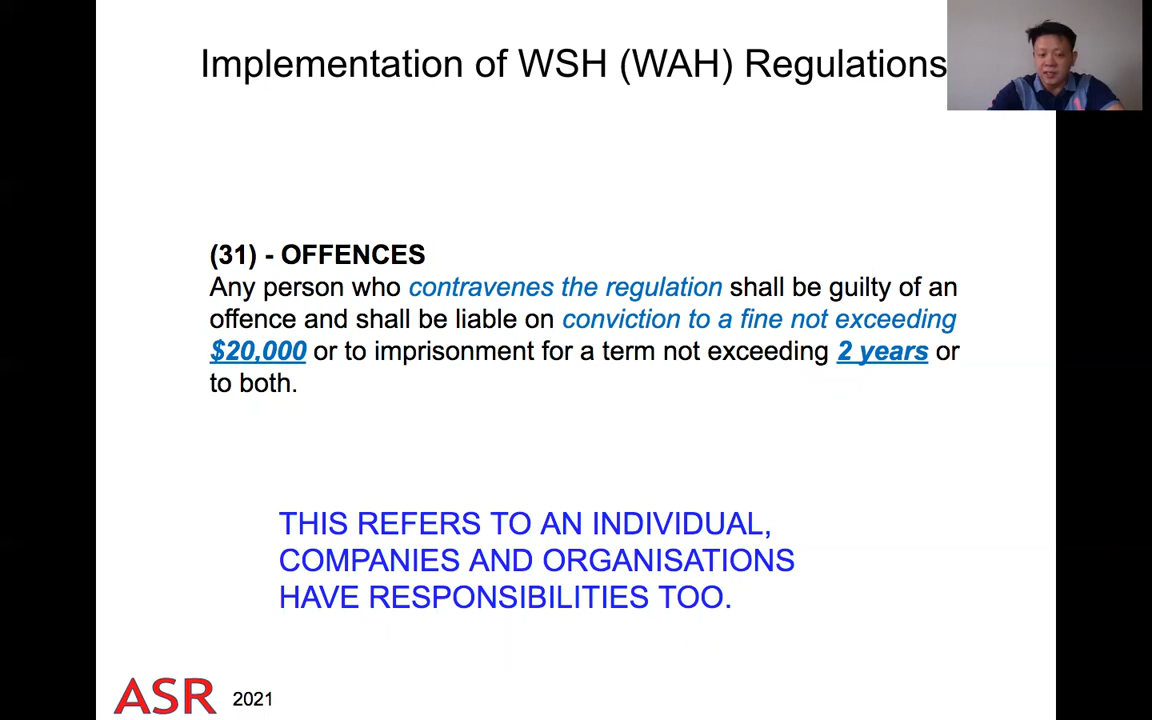 Implementation of WSH (WAH) Regulations
(31) - OFFENCES
Any person who contravenes the regulation shall be guilty of an
offence and shall be liable on conviction to a fine not exceeding
$20,000 or to imprisonment for a term not exceeding 2 years or
to both.
THIS REFERS TO AN INDIVIDUAL,
COMPANIES AND ORGANISATIONS
HAVE RESPONSIBILITIES TOO.
ASR 2021